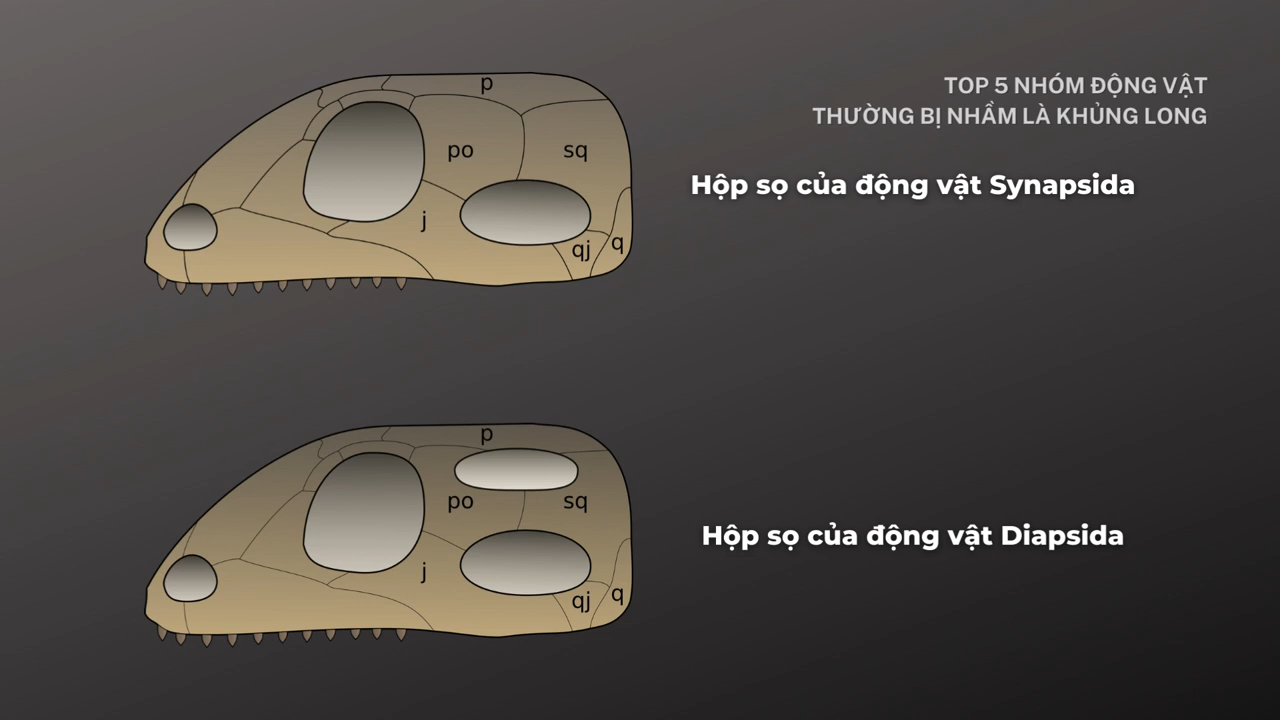 TOP 5 NHÓM ĐỘNG VẬT
THƯỜNG BỊ NHẦM LÀ KHỦNG LONG
Hộp sọ của động vật Synapsida
p
po
sq
j
qj
q
Hộp sọ của động vật Diapsida
p
po
sq
j
qj
q